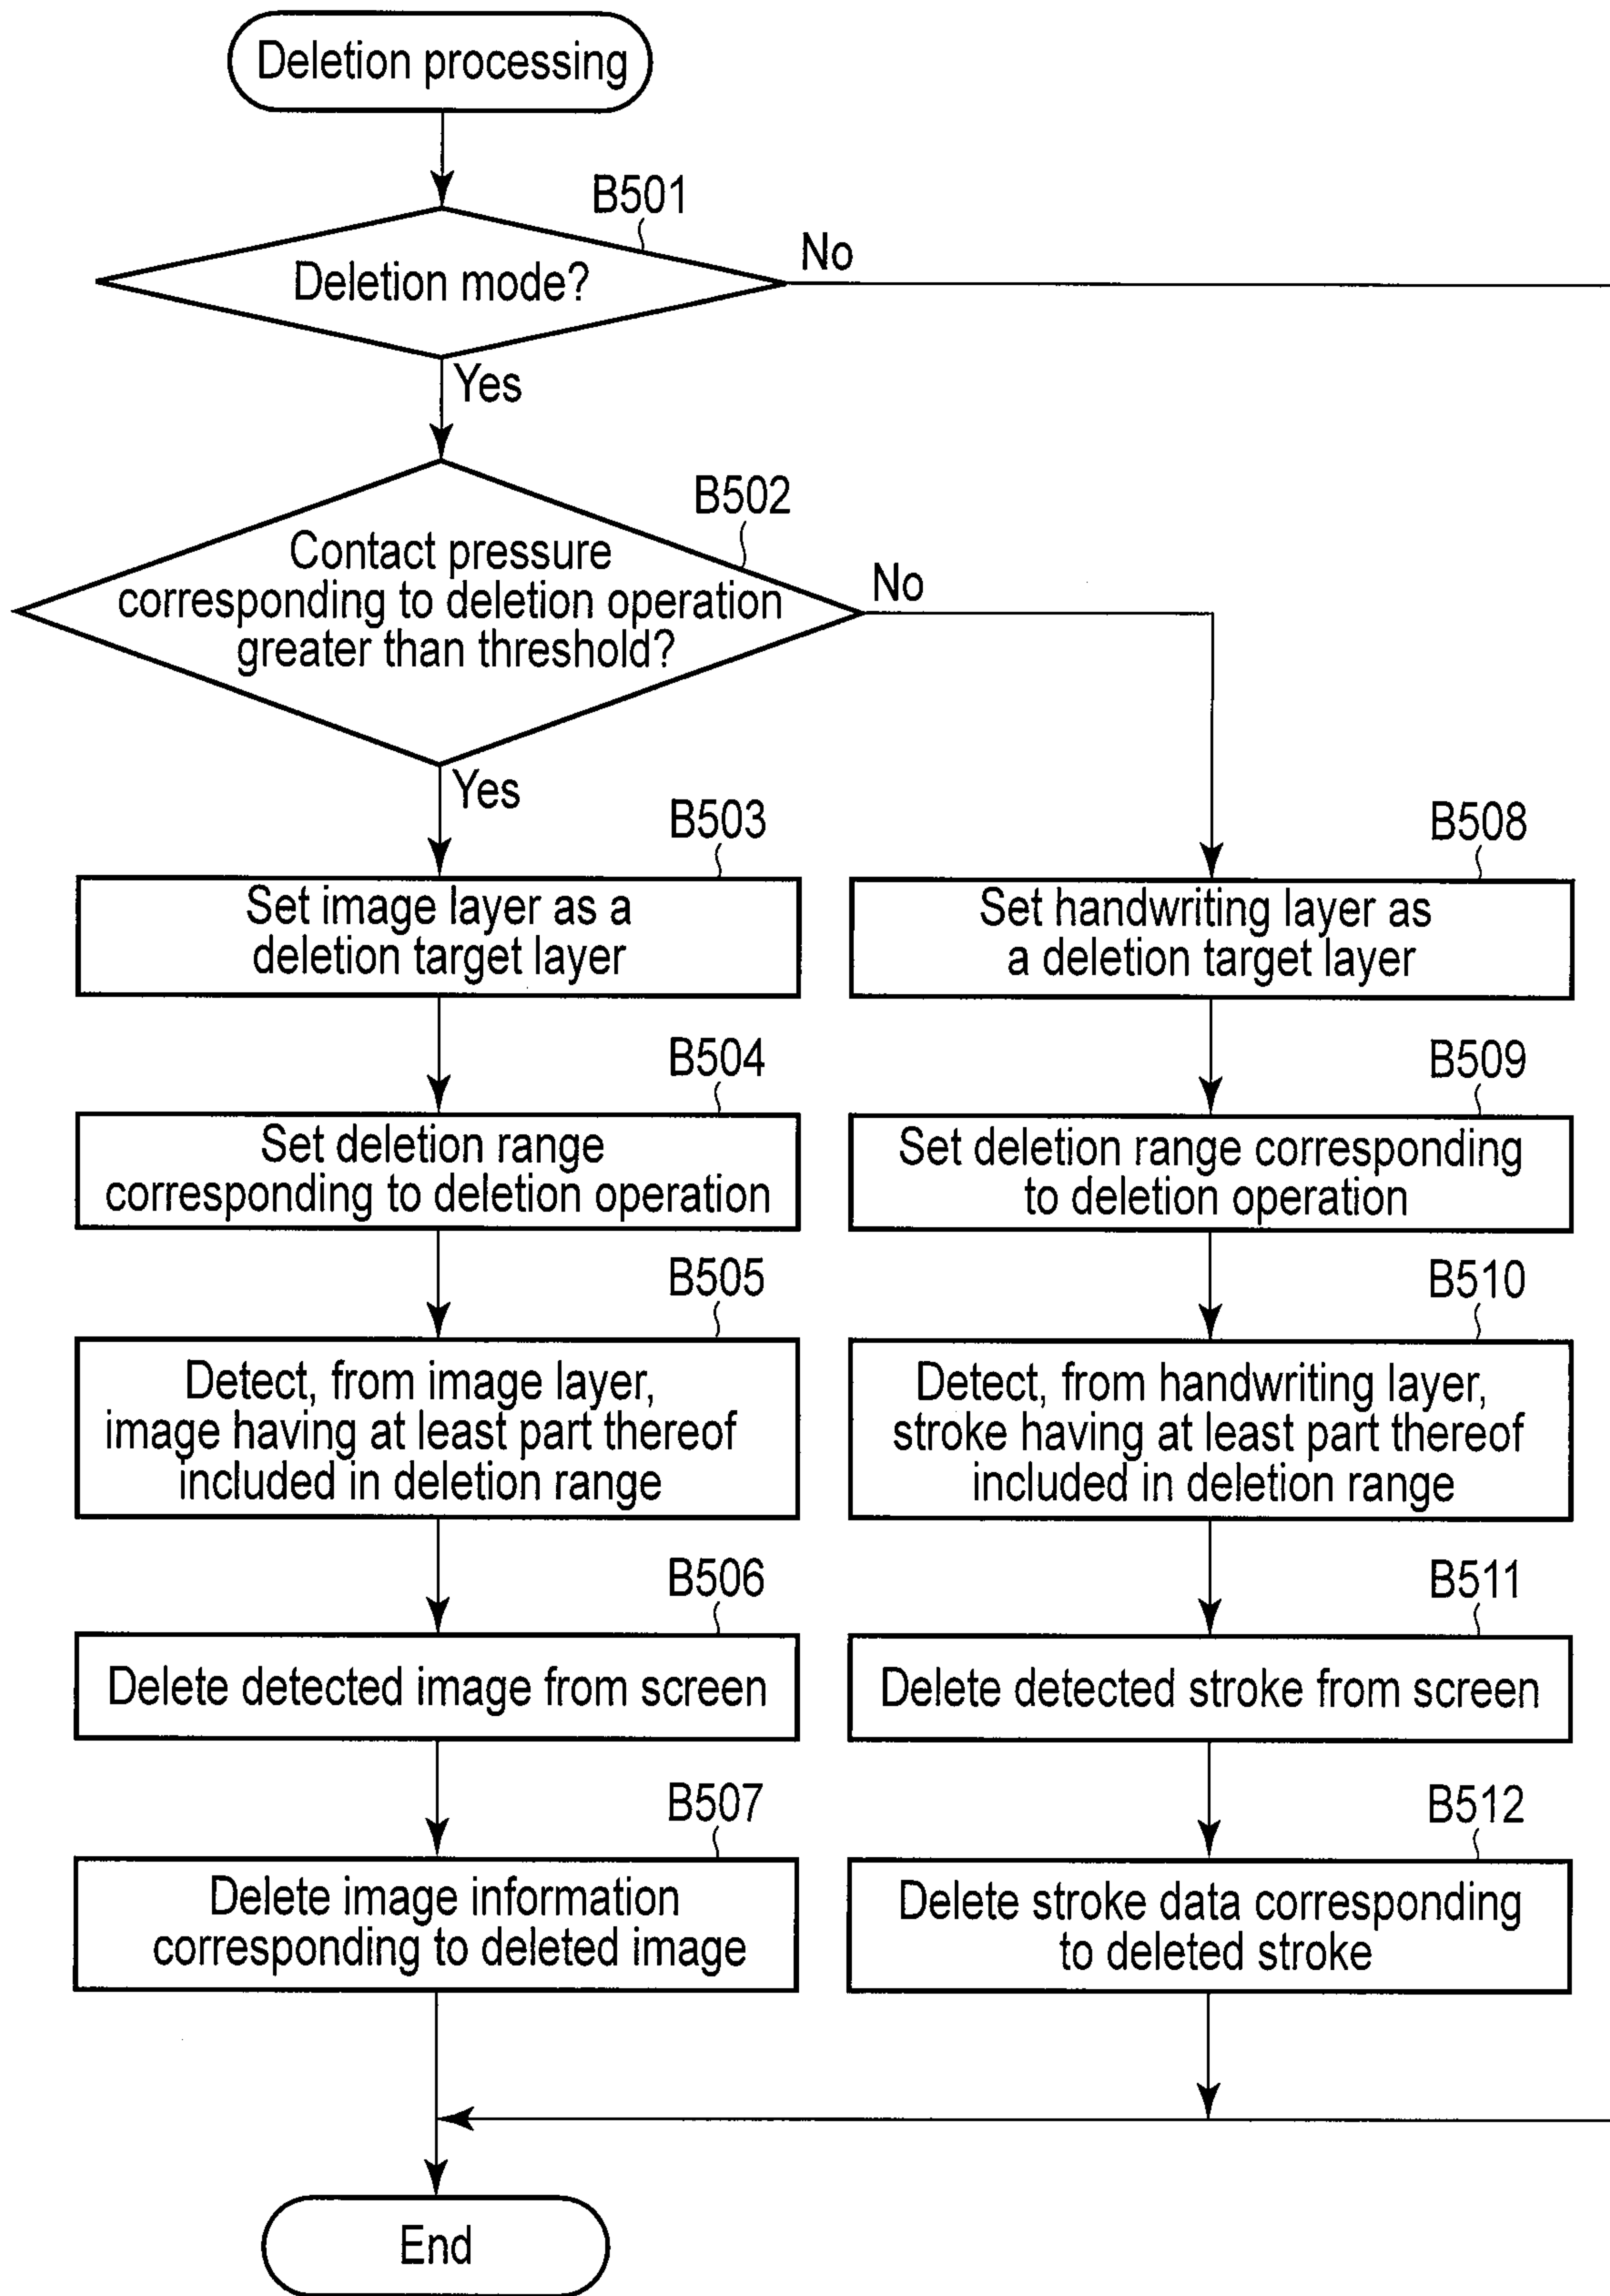 Deletion processing
B501
Deletion mode?
No
Yes
B502
Contact pressure
corresponding to deletion operation
greater than threshold?
No
Yes
B503
Set image layer as a
deletion target layer
B504
Set deletion range
corresponding to deletion operation
B505
Detect, from image layer,
image having at least part thereof
included in deletion range
B506
Delete detected image from screen
B507
Delete image information
corresponding to deleted image
B508
Set handwriting layer as
a deletion target layer
B509
Set deletion range corresponding
to deletion operation
B510
Detect, from handwriting layer,
stroke having at least part thereof
included in deletion range
B511
Delete detected stroke from screen
B512
Delete stroke data corresponding
to deleted stroke
End